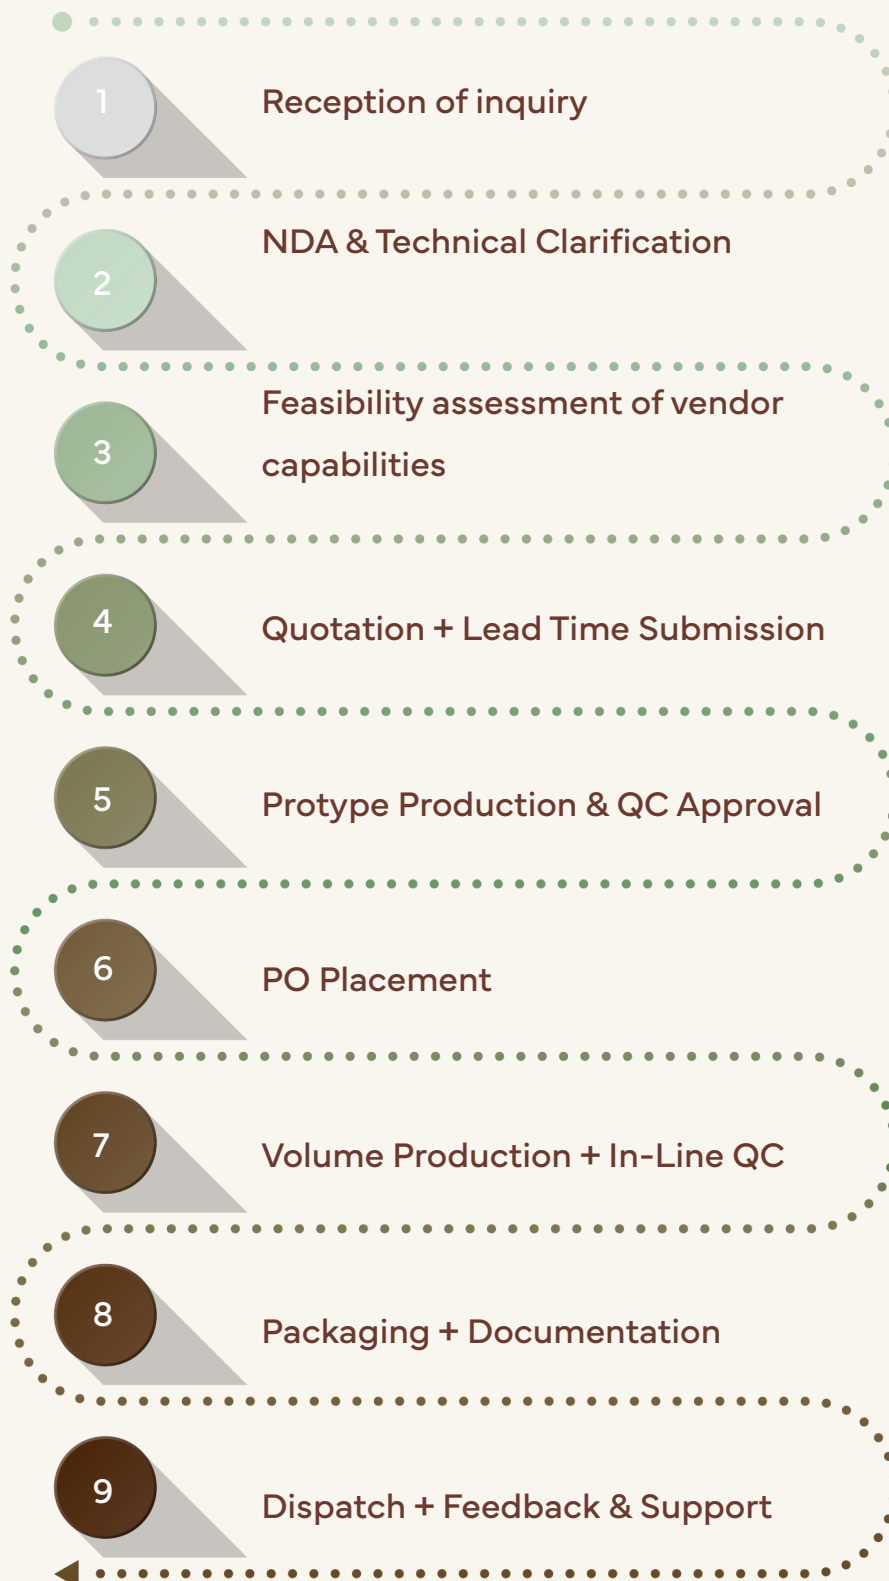 1
Reception of inquiry
2
NDA & Technical Clarification
3
Feasibility assessment of vendor
capabilities
4
Quotation + Lead Time Submission
5
Protype Production & QC Approval
6
PO Placement
7
Volume Production + In-Line QC
8
Packaging + Documentation
9
Dispatch + Feedback & Support